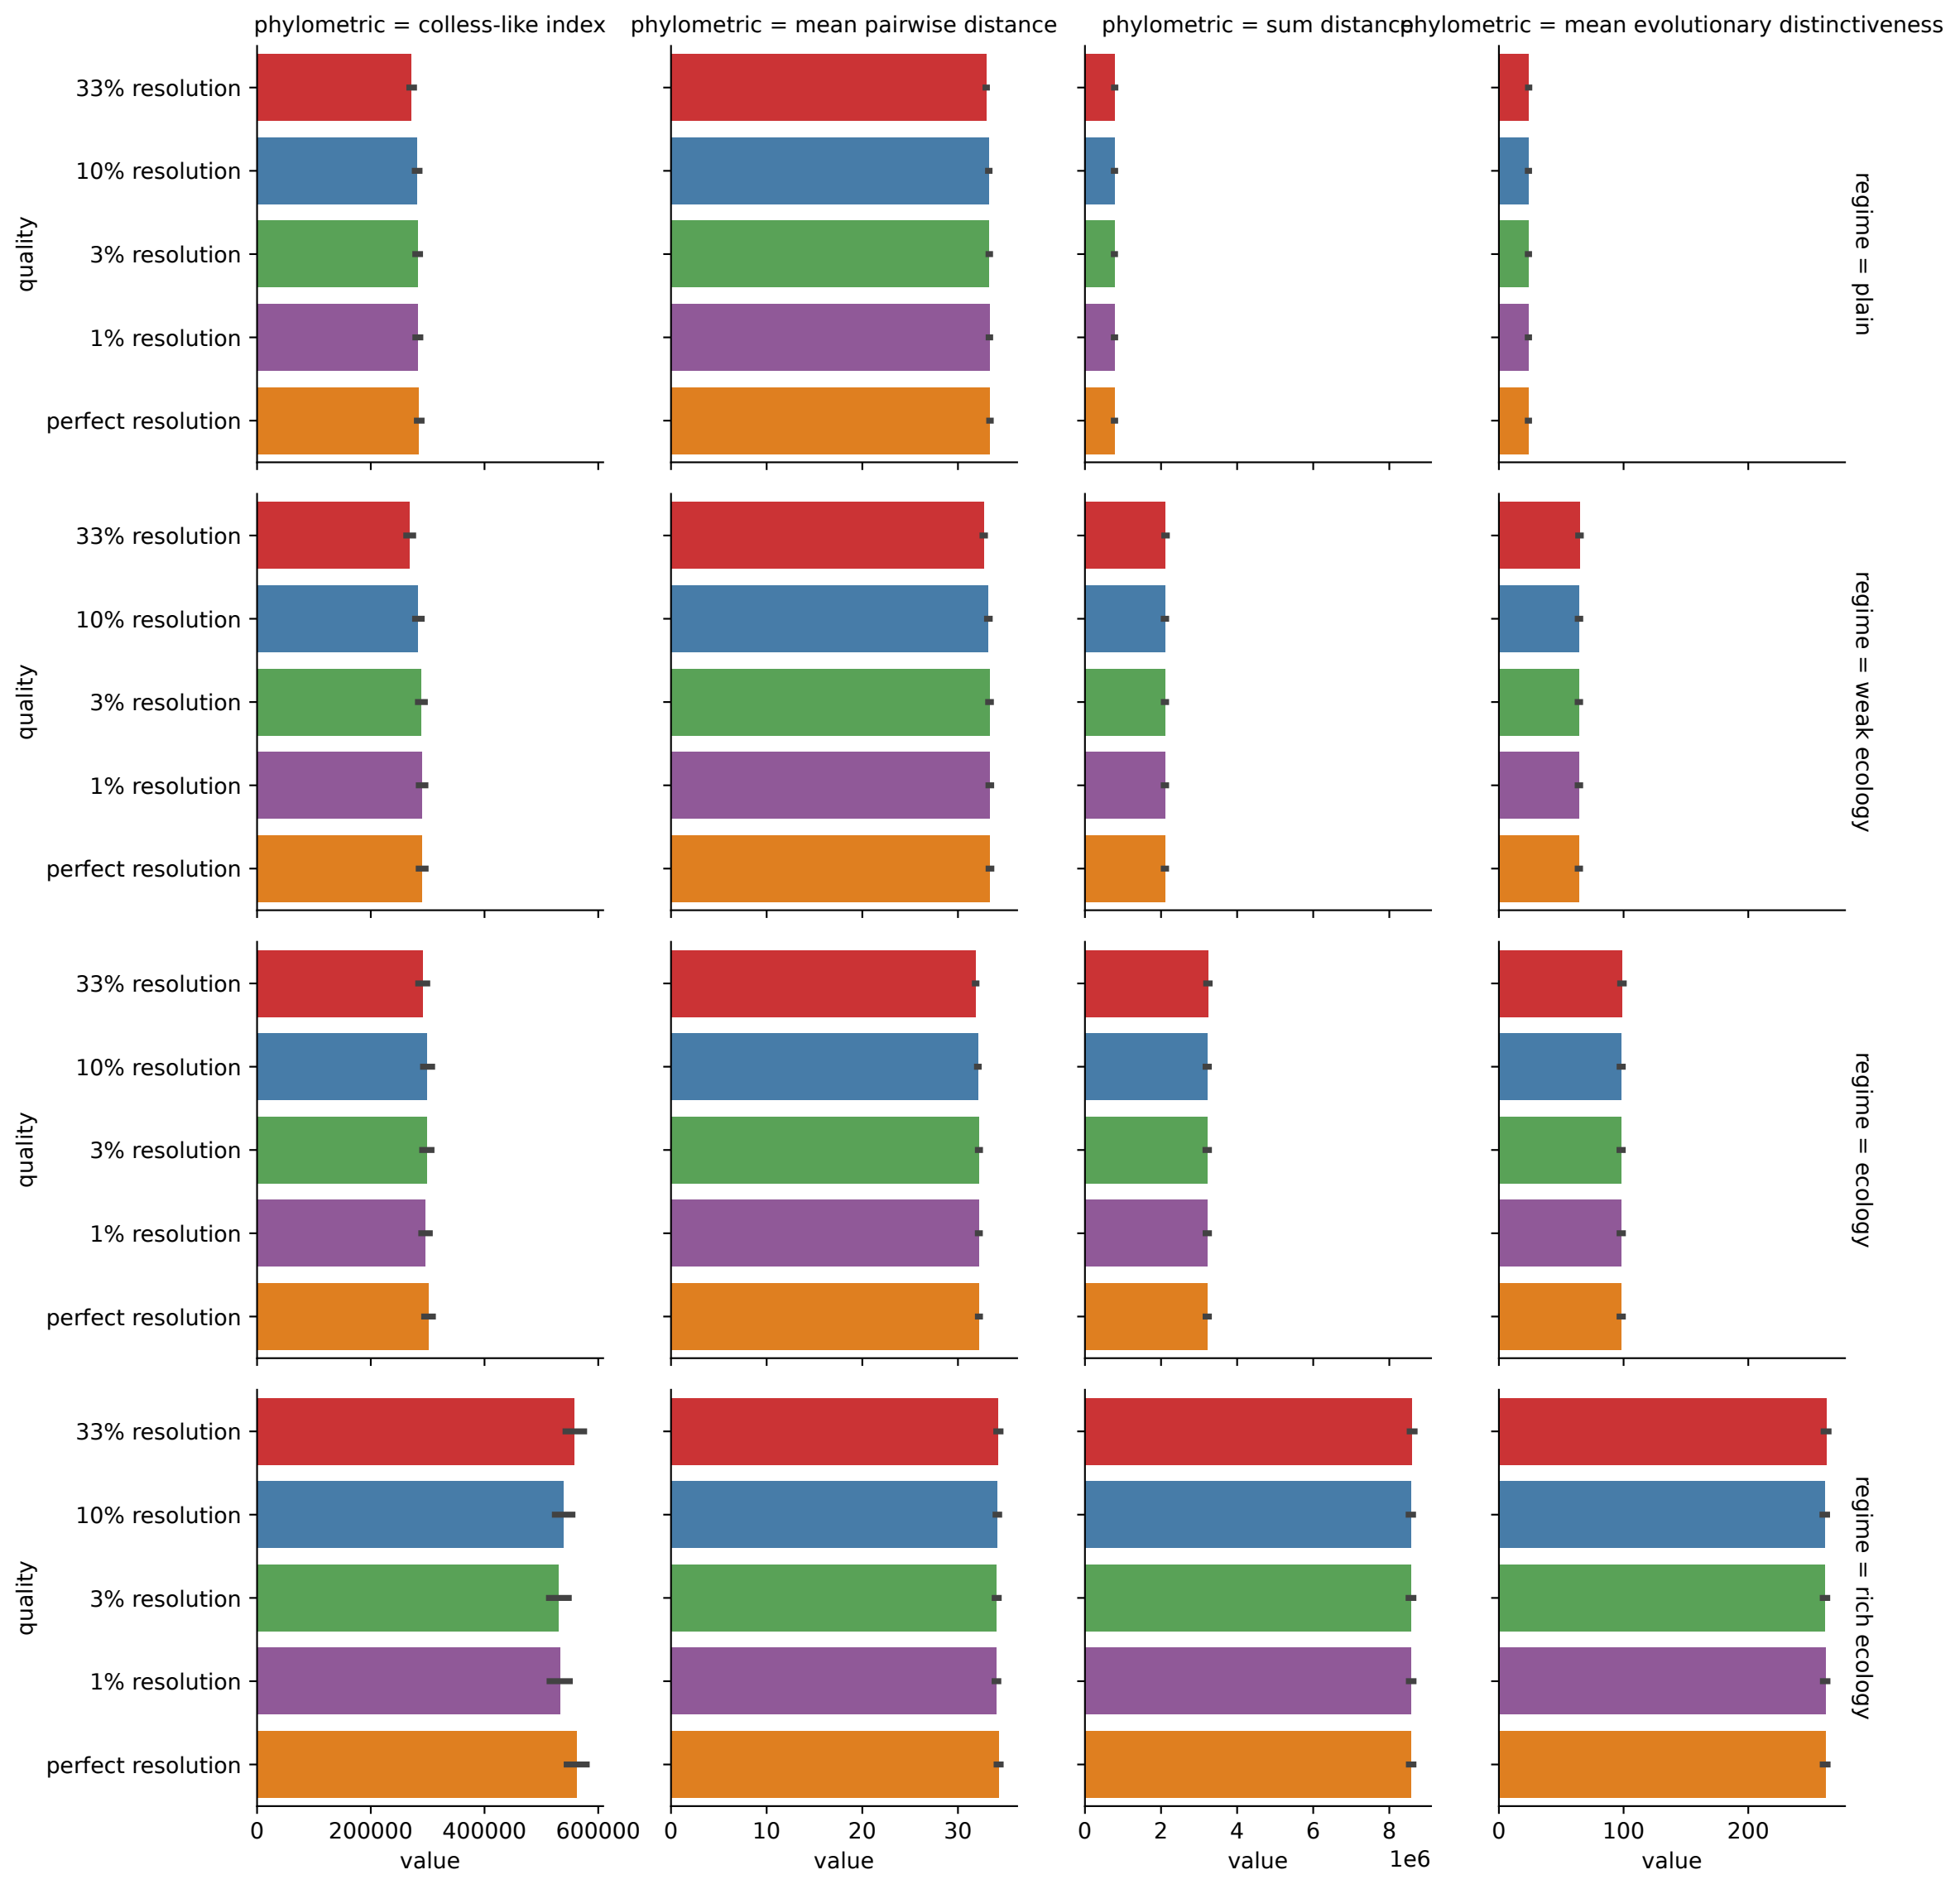 phylometric = colless-like index
phylometric = mean pairwise distance
phylometric = sum distance
phylometric = mean evolutionary distinctiveness
quality
33% resolution
10% resolution
3% resolution
1% resolution
perfect resolution
regime = plain
quality
33% resolution
10% resolution
3% resolution
1% resolution
perfect resolution
regime = weak ecology
quality
33% resolution
10% resolution
3% resolution
1% resolution
perfect resolution
regime = ecology
quality
33% resolution
10% resolution
3% resolution
1% resolution
perfect resolution
regime = rich ecology
0 200000 400000 600000
value
0 10 20 30
value
0 2 4 6 8
value
1e6
0 100 200
value